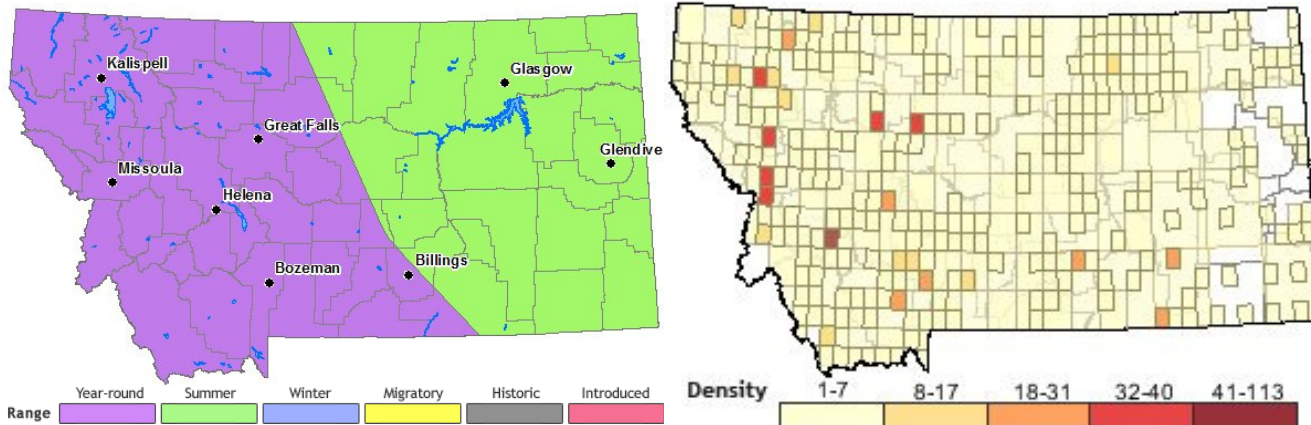 Kalispell
Glasgow
Great Falls
Glendive
Missoula
Helena
Billings
Bozeman
Year-round Summer Winter Migratory Historic Introduced
Range
Density 1-7 8-17 18-31 32-40 41-113